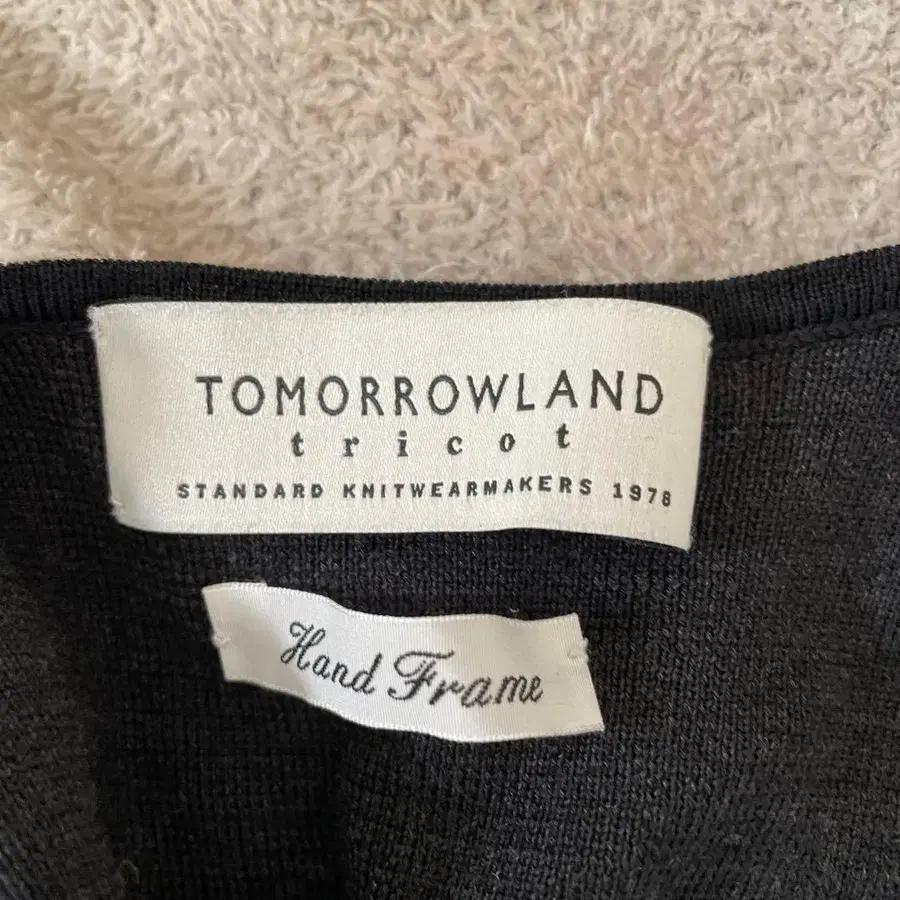 TOMORROWLAND
tricot
STANDARD KNITWEARMAKERS 1978
Hand Frame